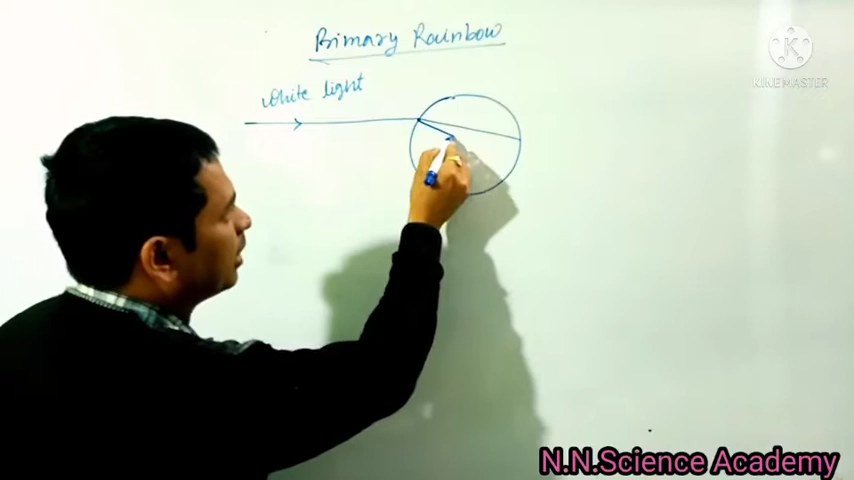 Primary Rainbow
white light
KINEMASTER
N.N.Science Academy